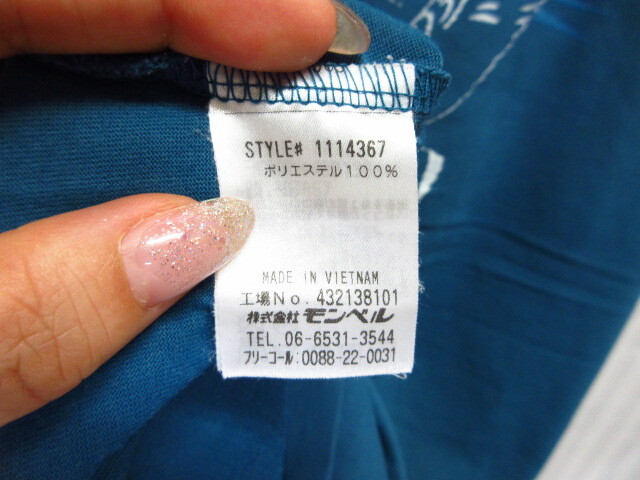 STYLE# 1114367
ポリエステル100%
MADE IN VIETNAM
工場No. 432138101
株式会社 モンベル
TEL. 06-6531-3544
フリーコール: 0088-22-0031